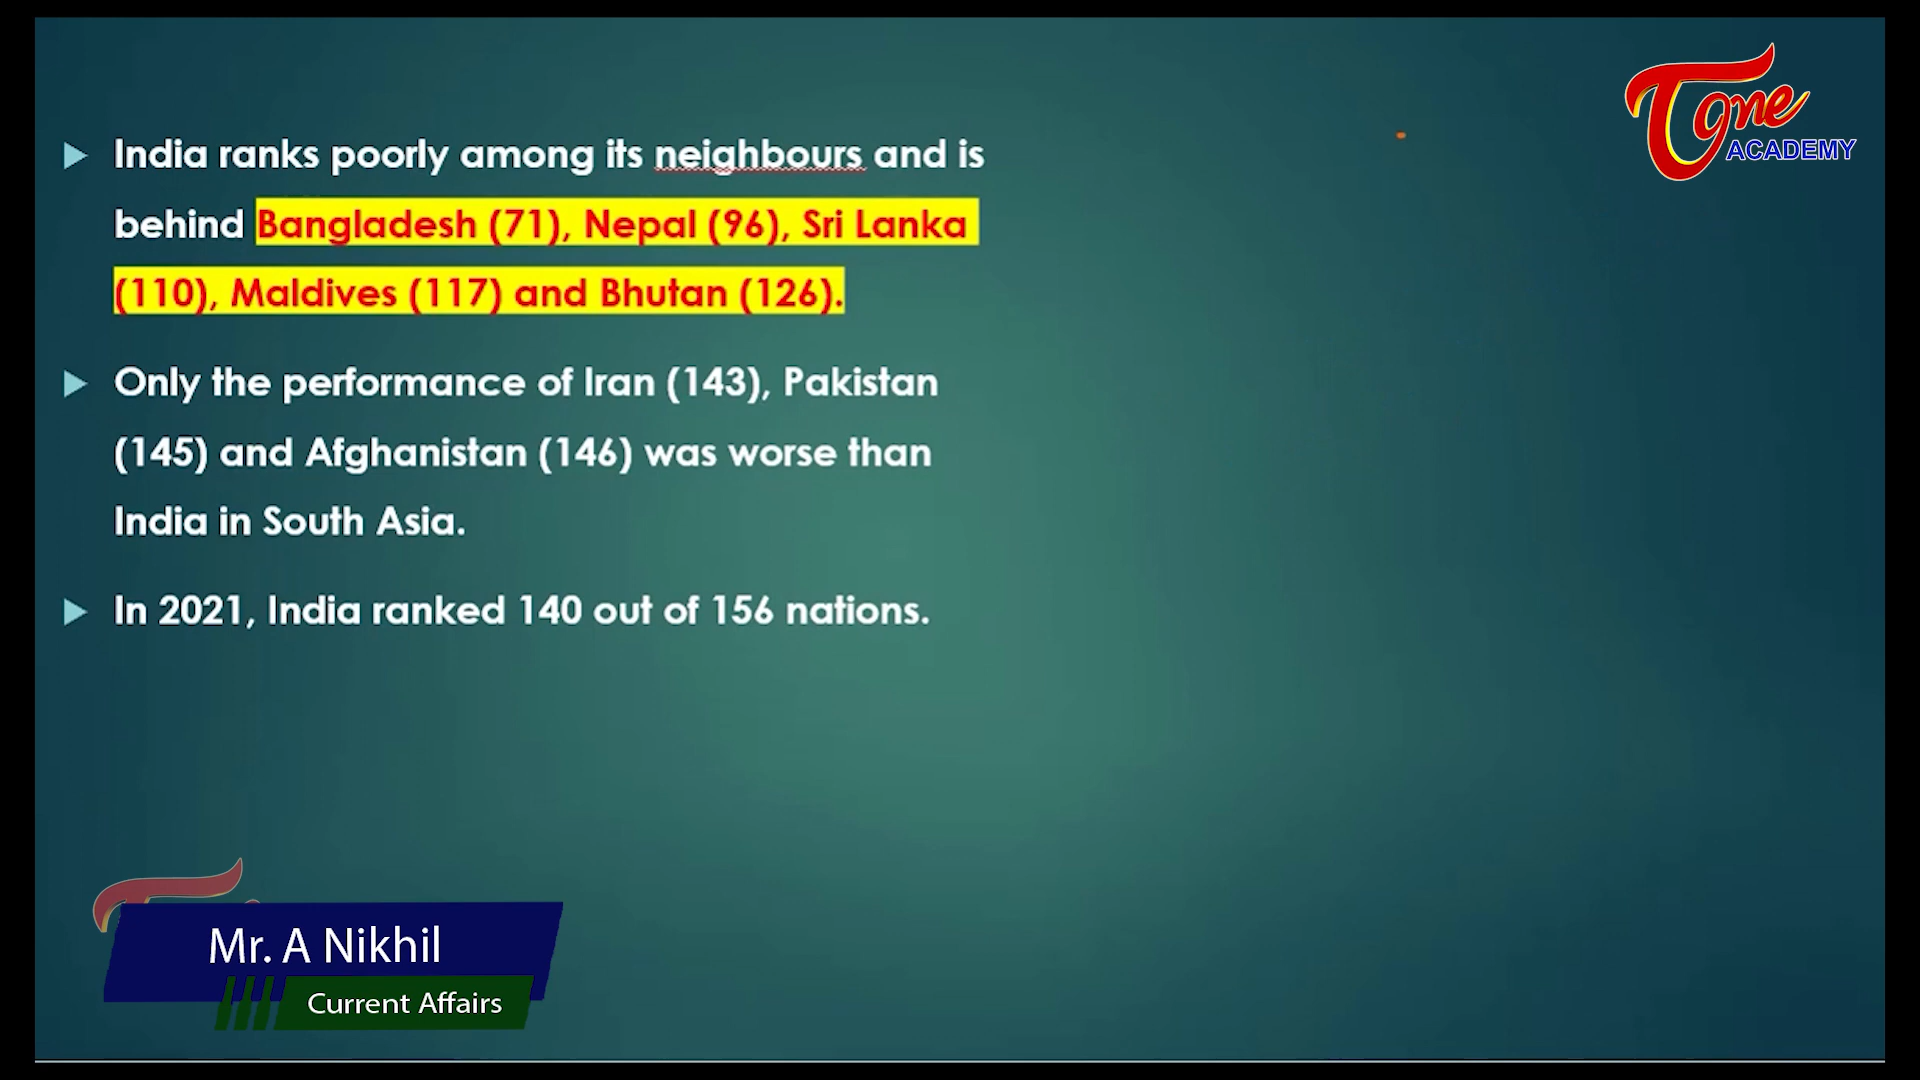 Tone
ACADEMY
India ranks poorly among its neighbours and is
behind Bangladesh (71), Nepal (96), Sri Lanka
(110), Maldives (117) and Bhutan (126).
Only the performance of Iran (143), Pakistan
(145) and Afghanistan (146) was worse than
India in South Asia.
In 2021, India ranked 140 out of 156 nations.
Mr. A Nikhil
Current Affairs